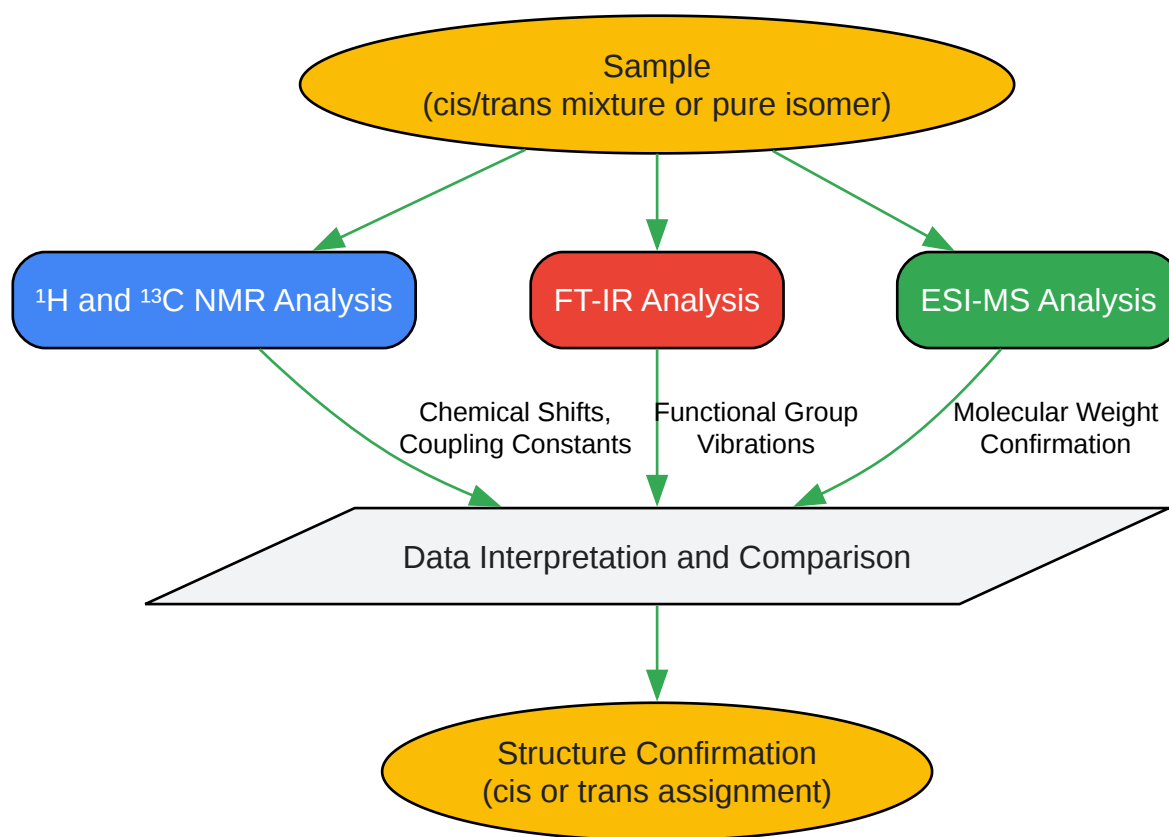 Sample
(cis/trans mixture or pure isomer)
¹H and ¹³C NMR Analysis
FT-IR Analysis
ESI-MS Analysis
Chemical Shifts,
Coupling Constants
Functional Group
Vibrations
Molecular Weight
Confirmation
Data Interpretation and Comparison
Structure Confirmation
(cis or trans assignment)